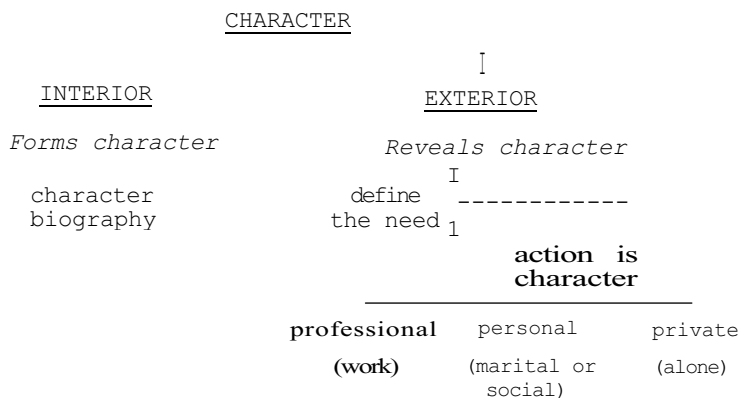 CHARACTER
I
INTERIOR EXTERIOR
Forms character Reveals character
I
character define ------------
biography the need 1
action is
character
professional personal private
(work) (marital or (alone)
social)